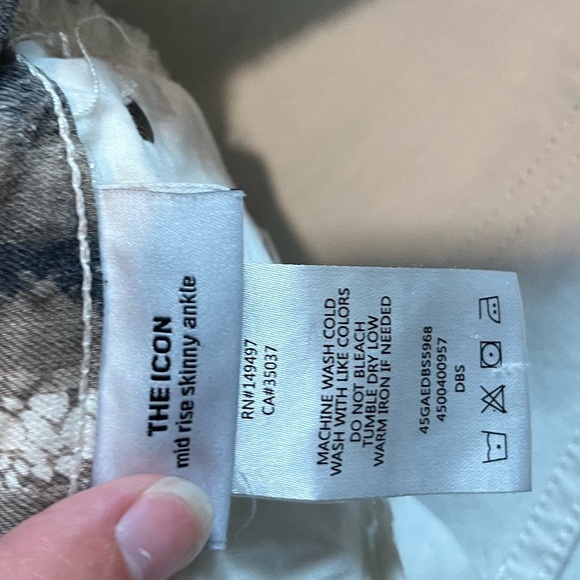 THE ICON
mid rise skinny ankle
RN#149497
CA#35037
MACHINE WASH COLD
WASH WITH LIKE COLORS
DO NOT BLEACH
TUMBLE DRY LOW
WARM IRON IF NEEDED
45GAEDBS5968
4500400957
DBS